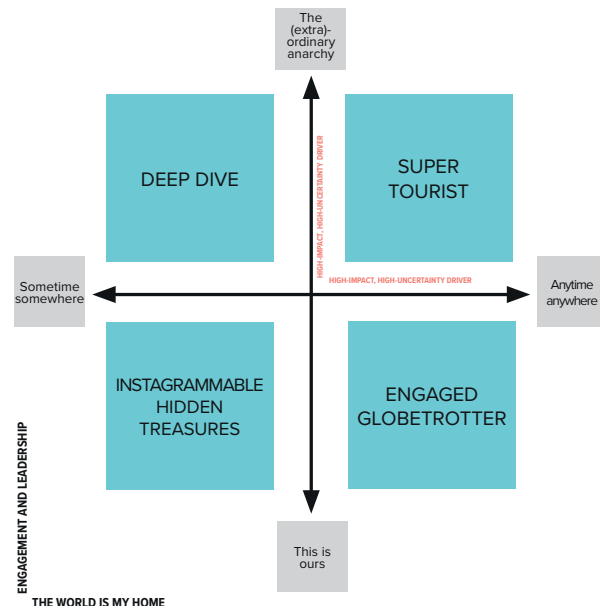 The
(extra)-
ordinary
anarchy
DEEP DIVE
SUPER
TOURIST
HIGH-IMPACT, HIGH-UNCERTAINTY DRIVER
HIGH-IMPACT, HIGH-UNCERTAINTY DRIVER
Sometime
somewhere
Anytime
anywhere
INSTAGRAMMABLE
HIDDEN
TREASURES
ENGAGED
GLOBETROTTER
This is
ours
ENGAGEMENT AND LEADERSHIP
THE WORLD IS MY HOME